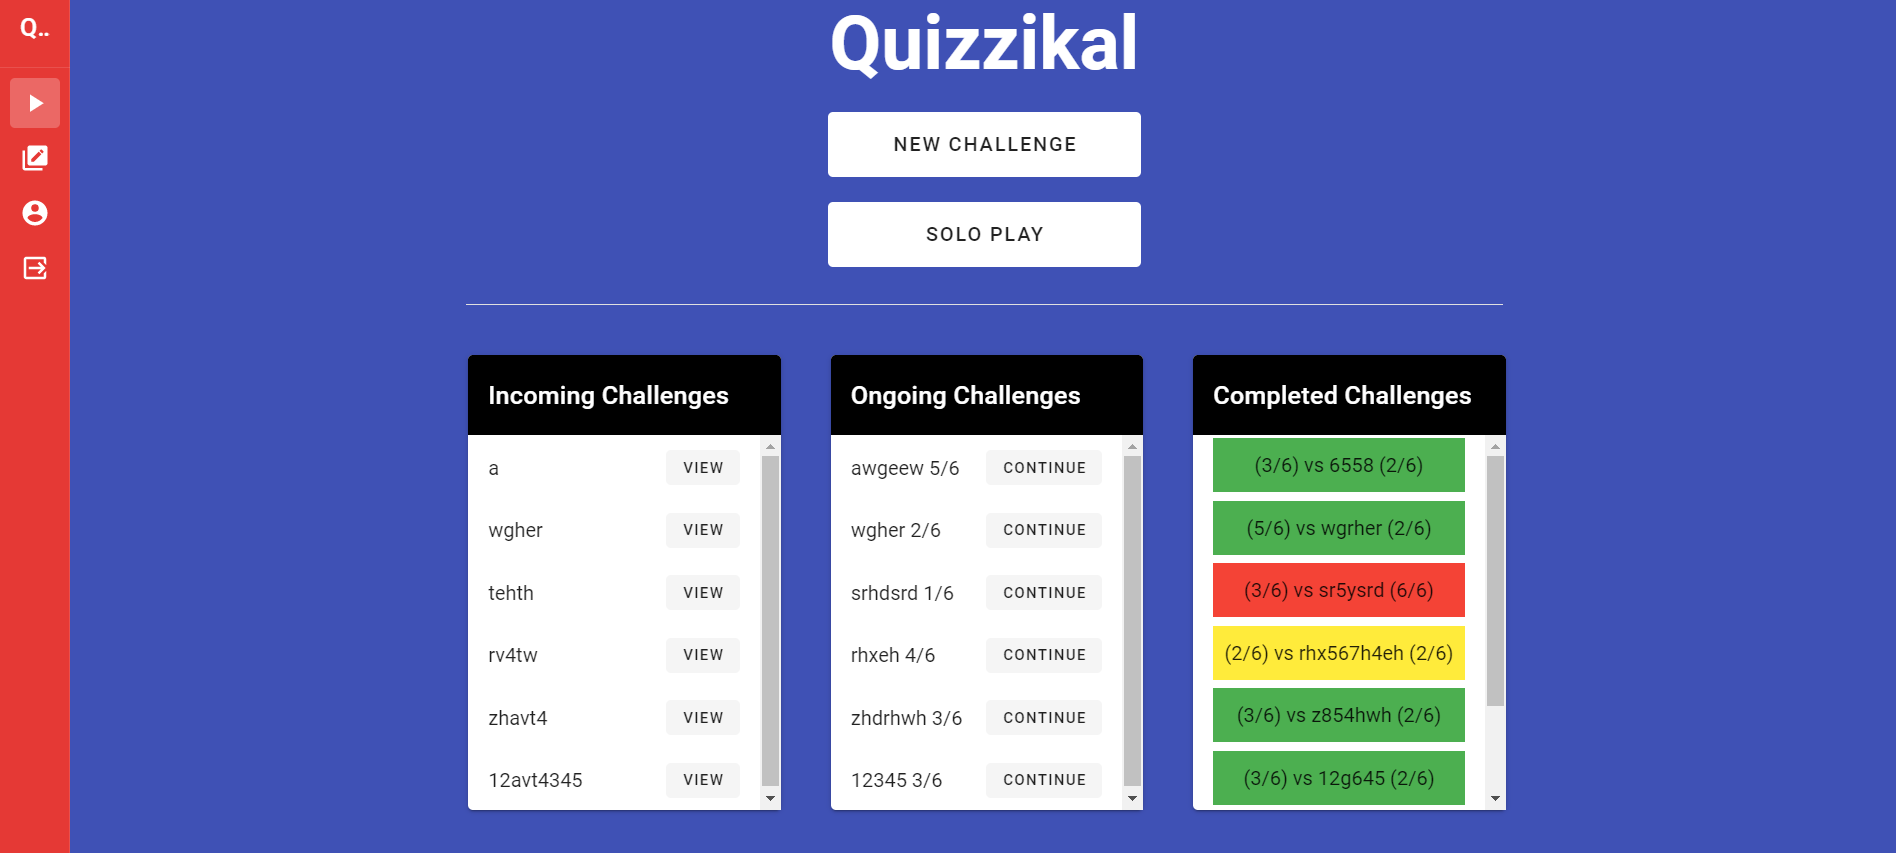 Q..
Quizzikal
NEW CHALLENGE
SOLO PLAY
Incoming Challenges
a VIEW
wgher VIEW
tehth VIEW
rv4tw VIEW
zhavt4 VIEW
12avt4345 VIEW
Ongoing Challenges
awgeew 5/6 CONTINUE
wgher 2/6 CONTINUE
srhdsrd 1/6 CONTINUE
rhxeh 4/6 CONTINUE
zhdrhwh 3/6 CONTINUE
12345 3/6 CONTINUE
Completed Challenges
(3/6) vs 6558 (2/6)
(5/6) vs wgrher (2/6)
(3/6) vs sr5ysrd (6/6)
(2/6) vs rhx567h4eh (2/6)
(3/6) vs z854hwh (2/6)
(3/6) vs 12g645 (2/6)